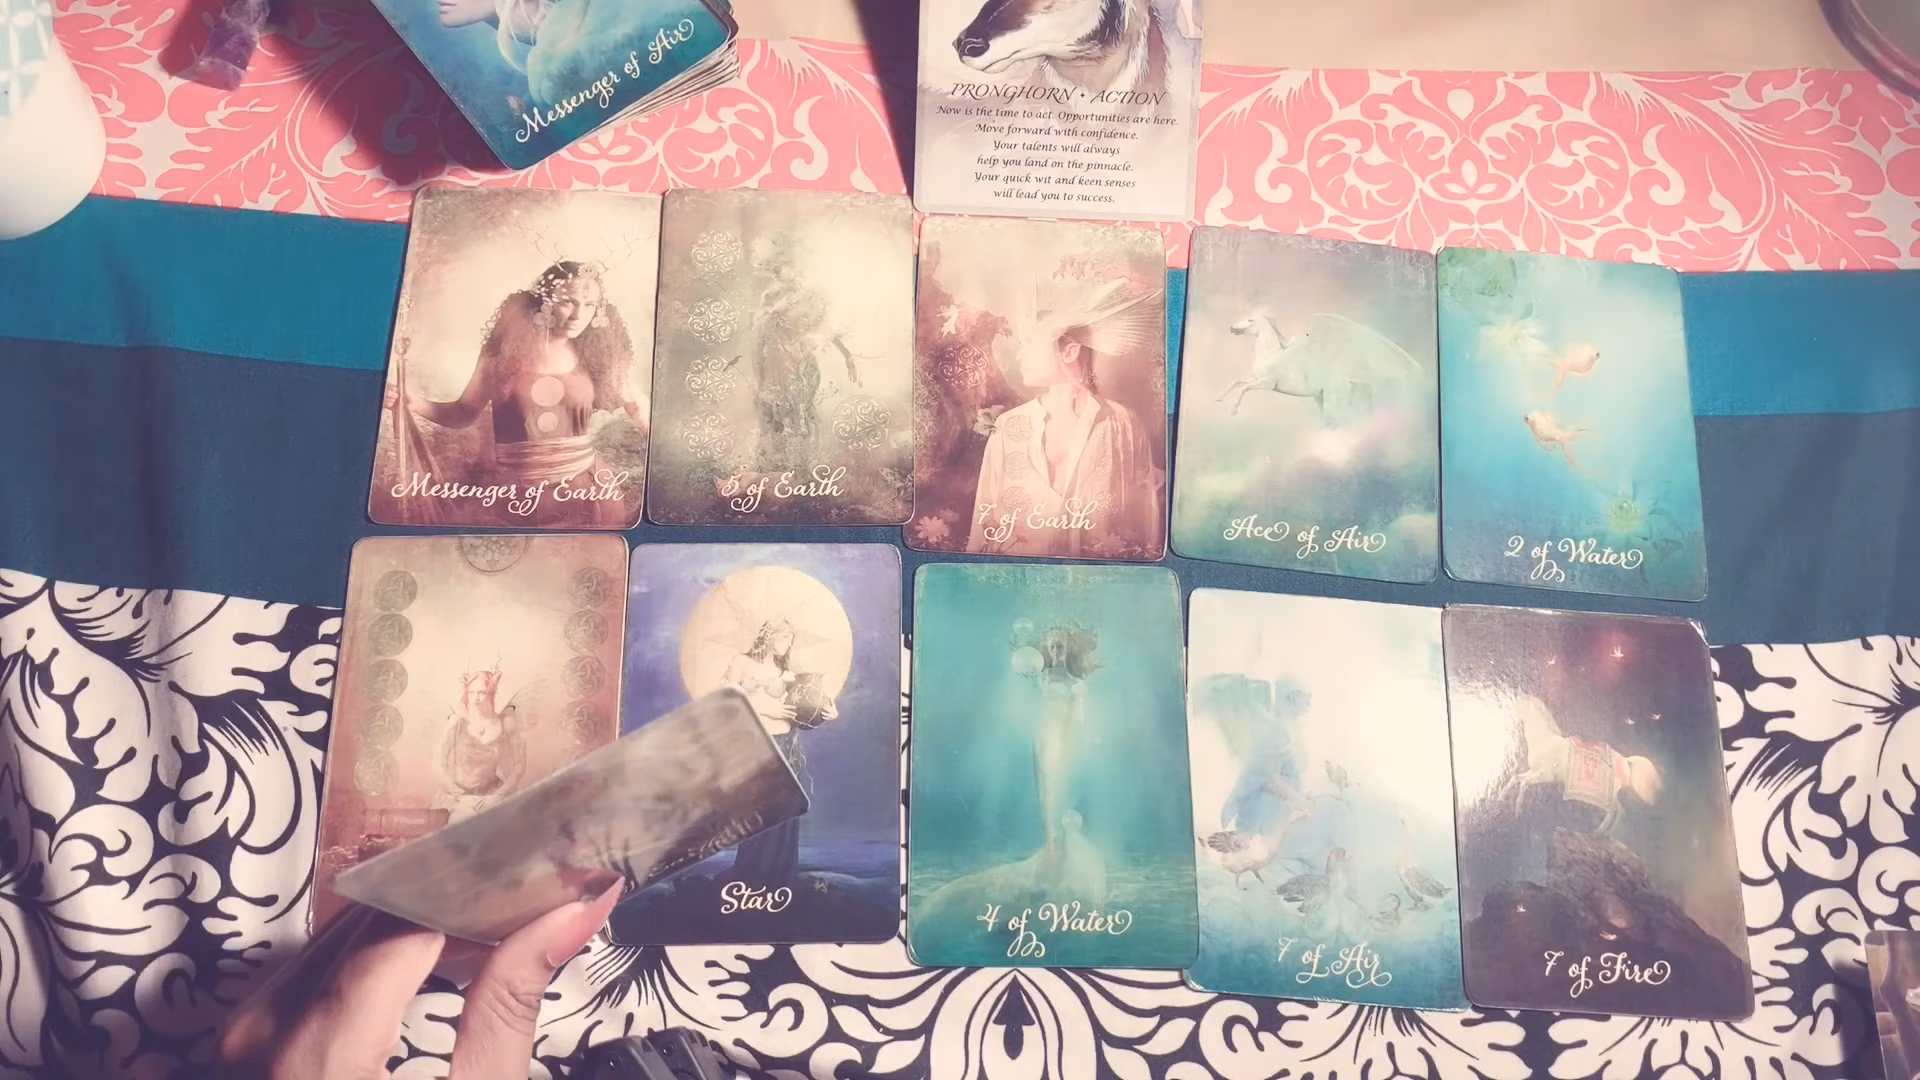 Messenger of Air
PRONGHORN • ACTION
Now is the time to act. Opportunities are here.
Move forward with confidence.
Your talents will always
help you land on the pinnacle.
Your quick wit and keen senses
will lead you to success.
Messenger of Earth
5 of Earth
7 of Earth
Ace of Air
2 of Water
Star
4 of Water
7 of Air
7 of Fire